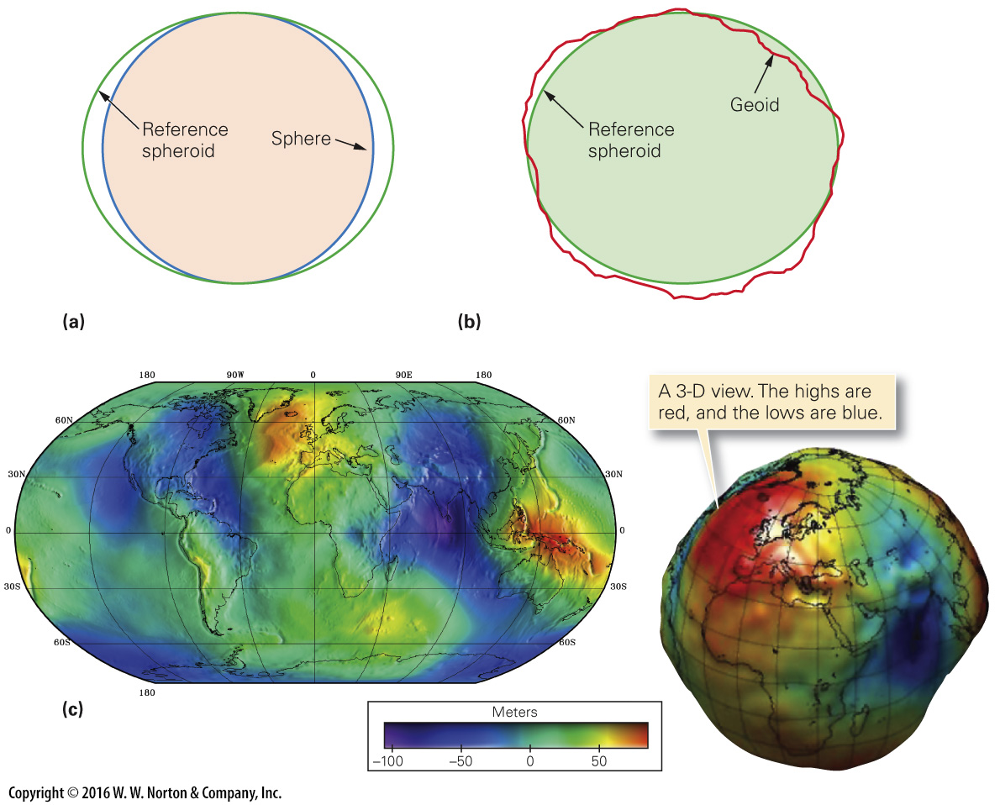 Reference
spheroid
Sphere
Geoid
Reference
spheroid
(a)
(b)
180 90W 0 90E 180
60N 60N
30N 30N
0 0
30S 30S
60S 60S
180
A 3-D view. The highs are
red, and the lows are blue.
(c)
Meters
–100 –50 0 50
Copyright © 2016 W. W. Norton & Company, Inc.